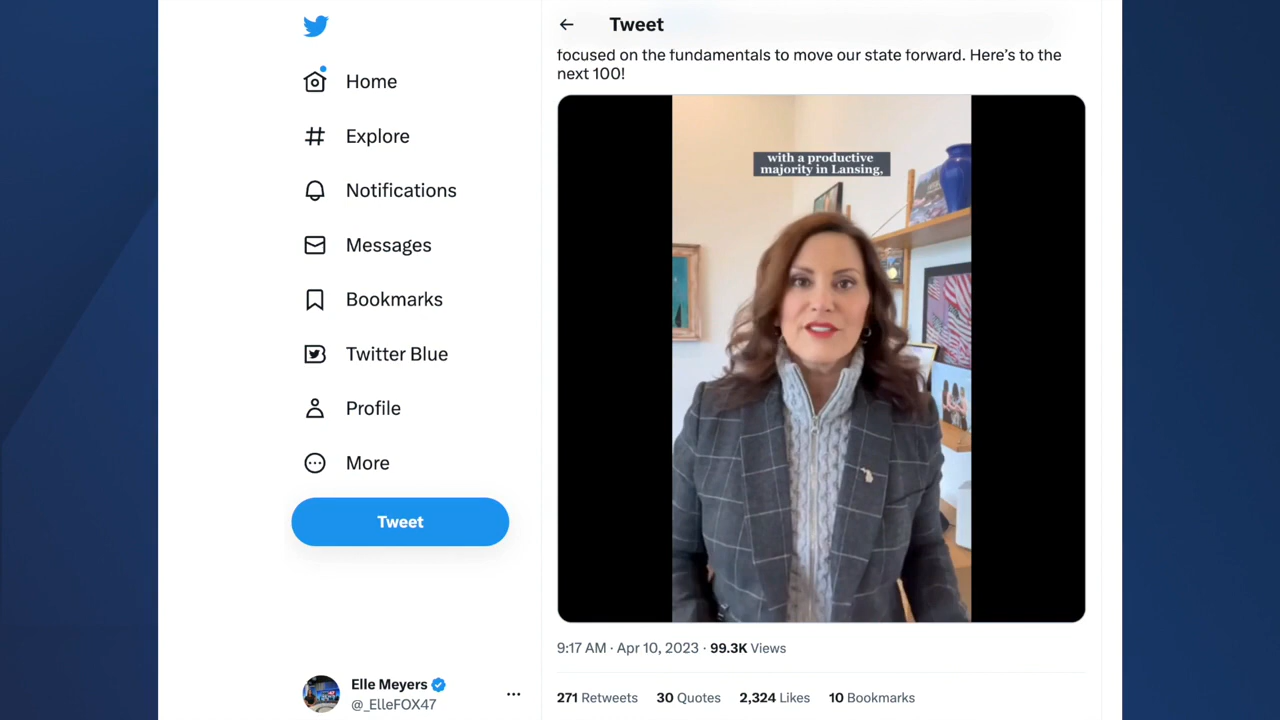 Tweet
focused on the fundamentals to move our state forward. Here's to the
next 100!
Home
Explore
Notifications
Messages
Bookmarks
Twitter Blue
Profile
More
Tweet
Elle Meyers
@_ElleFOX47
with a productive
majority in Lansing,
9:17 AM · Apr 10, 2023 · 99.3K Views
271 Retweets 30 Quotes 2,324 Likes 10 Bookmarks